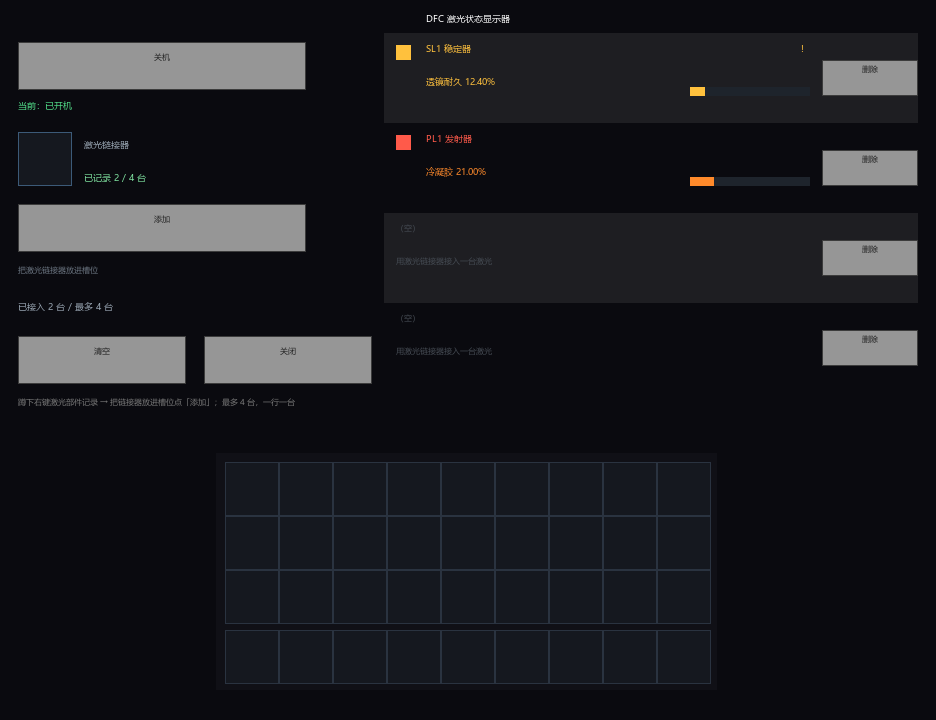 DFC 激光状态显示器
关机
当前：已开机
激光链接器
已记录 2 / 4 台
添加
把激光链接器放进槽位
已接入 2 台 / 最多 4 台
清空
关闭
蹲下右键激光部件记录 → 把链接器放进槽位点「添加」；最多 4 台，一行一台
SL1 稳定器
!
透镜耐久 12.40%
删除
PL1 发射器
冷凝胶 21.00%
删除
（空）
用激光链接器接入一台激光
删除
（空）
用激光链接器接入一台激光
删除